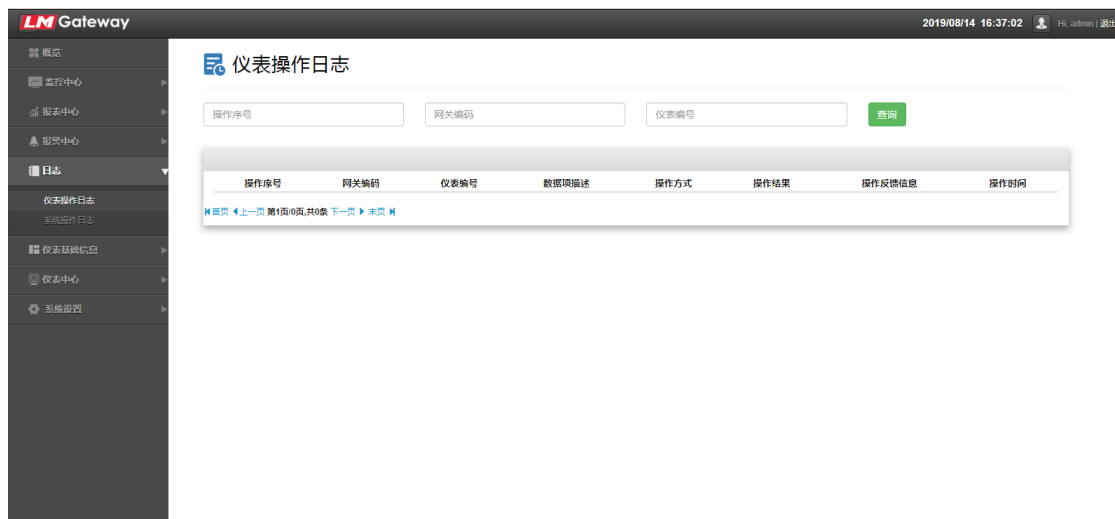 LM Gateway
2019/08/14 16:37:02 Hi, admin | 退出
概览
监控中心
报表中心
报警中心
日志
仪表操作日志
系统操作日志
仪表基础信息
仪表中心
系统设置
仪表操作日志
操作序号 网关编码 仪表编号 查询
操作序号 网关编码 仪表编号 数据项描述 操作方式 操作结果 操作反馈信息 操作时间
首页 上一页 第1页/0页,共0条 下一页 末页